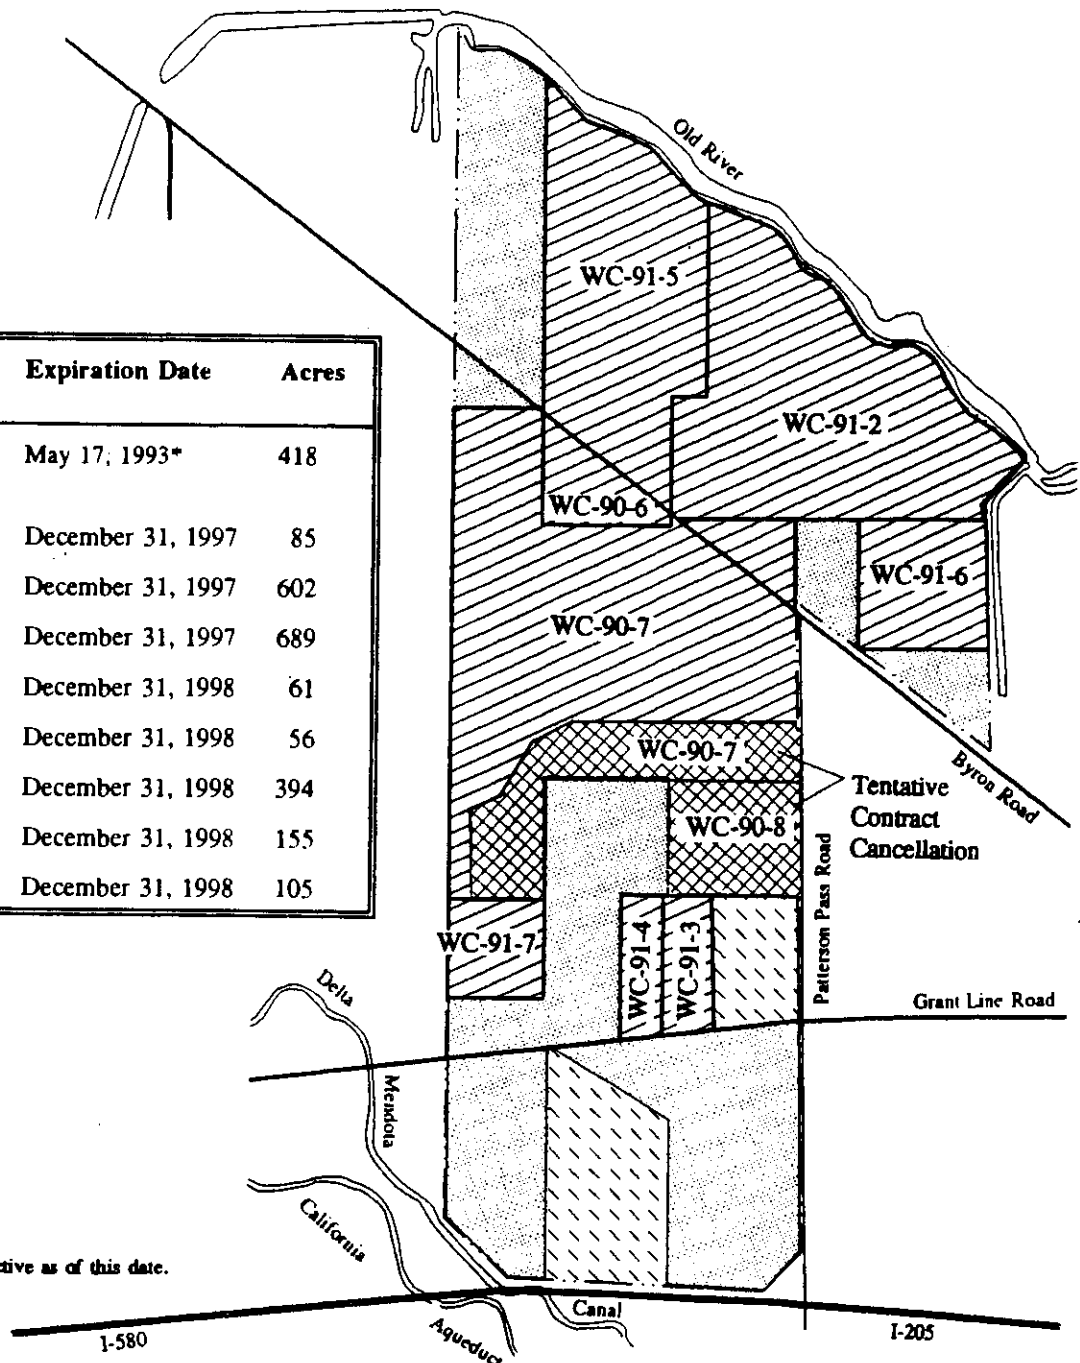 Old River
WC-91-5
WC-91-2
WC-90-6
WC-91-6
WC-90-7
WC-90-7
WC-90-8
Tentative
Contract
Cancellation
Byron Road
Patterson Pass Road
WC-91-7
WC-91-4
WC-91-3
Grant Line Road
Expiration Date Acres
May 17, 1993* 418
December 31, 1997 85
December 31, 1997 602
December 31, 1997 689
December 31, 1998 61
December 31, 1998 56
December 31, 1998 394
December 31, 1998 155
December 31, 1998 105
Delta
Mendota
California
Aqueduct
Canal
ctive as of this date.
I-580
I-205